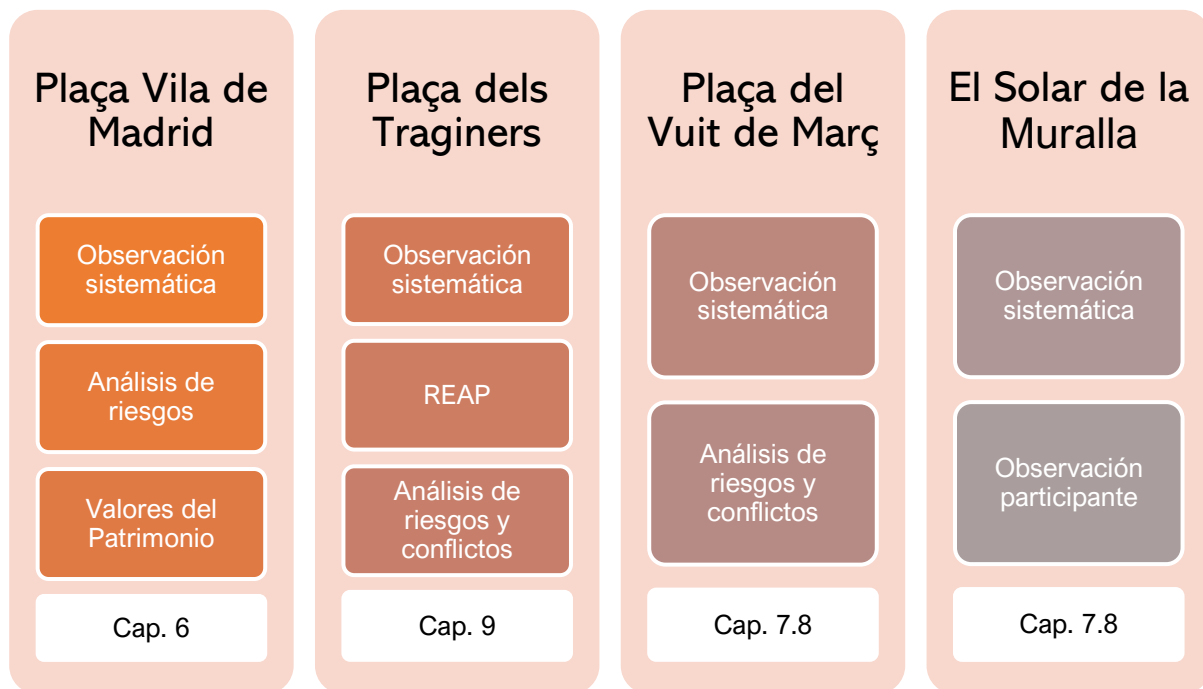 Plaça Vila de
Madrid
Observación
sistemática
Análisis de
riesgos
Valores del
Patrimonio
Cap. 6
Plaça dels
Traginers
Observación
sistemática
REAP
Análisis de
riesgos y
conflictos
Cap. 9
Plaça del
Vuit de Març
Observación
sistemática
Análisis de
riesgos y
conflictos
Cap. 7.8
El Solar de la
Muralla
Observación
sistemática
Observación
participante
Cap. 7.8